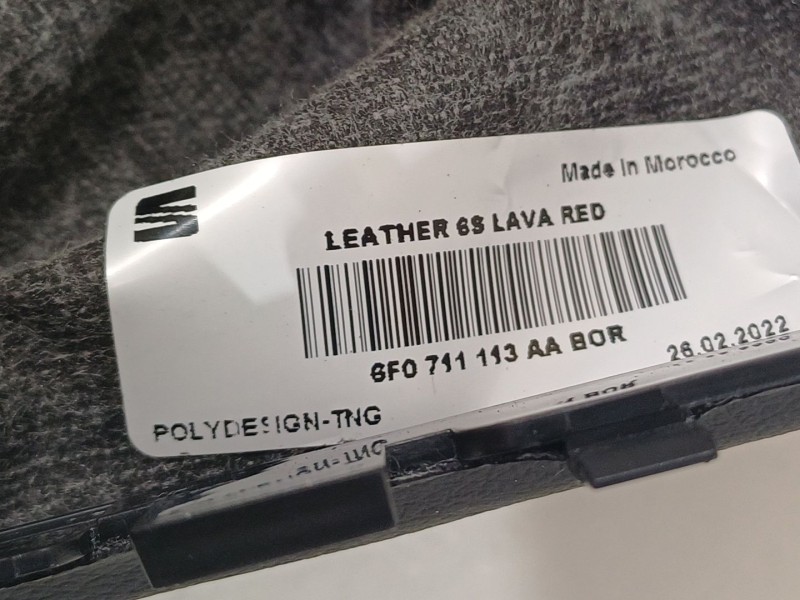 Made in Morocco
LEATHER 6S LAVA RED
6F0 711 113 AA BOR
26.02.2022
POLYDESIGN-TNG